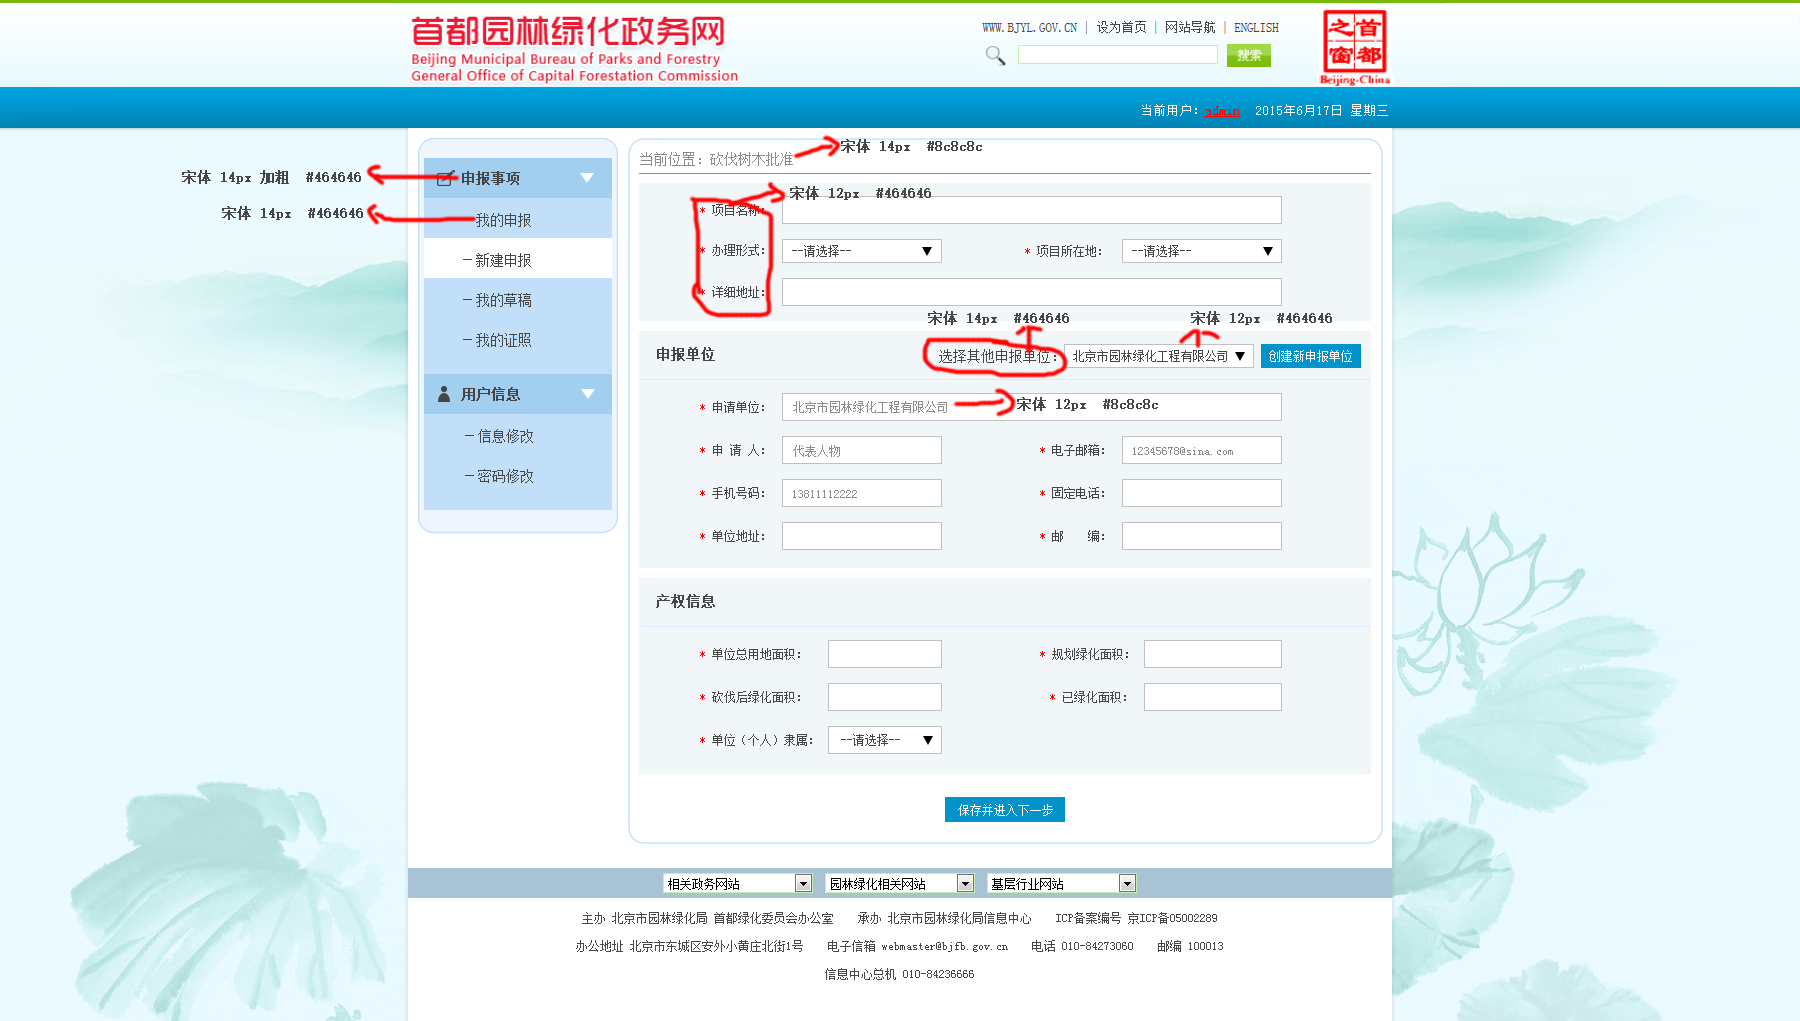 首都园林绿化政务网
Beijing Municipal Bureau of Parks and Forestry
General Office of Capital Forestation Commission
WWW.BJYL.GOV.CN | 设为首页 | 网站导航 | ENGLISH
搜索
首都之窗
Beijing-China
当前用户：admin 2015年6月17日 星期三
宋体 14px 加粗 #464646
申报事项
宋体 14px #464646
一我的申报
一新建申报
一我的草稿
一我的证照
用户信息
一信息修改
一密码修改
当前位置：砍伐树木批准
宋体 14px #8c8c8c
宋体 12px #464646
* 项目名称：
* 办理形式： --请选择-- * 项目所在地： --请选择--
* 详细地址：
宋体 14px #464646 宋体 12px #464646
申报单位 选择其他申报单位： 北京市园林绿化工程有限公司 创建新申报单位
* 申请单位： 北京市园林绿化工程有限公司 宋体 12px #8c8c8c
* 申 请 人： 代表人物 * 电子邮箱： 12345678@sina.com
* 手机号码： 13811112222 * 固定电话：
* 单位地址： * 邮 编：
产权信息
* 单位总用地面积： * 规划绿化面积：
* 砍伐后绿化面积： * 已绿化面积：
* 单位（个人）隶属： --请选择--
保存并进入下一步
相关政务网站 园林绿化相关网站 基层行业网站
主办 北京市园林绿化局 首都绿化委员会办公室 承办 北京市园林绿化局信息中心 ICP备案编号 京ICP备05002289
办公地址 北京市东城区安外小黄庄北街1号 电子信箱 webmaster@bjfb.gov.cn 电话 010-84273060 邮编 100013
信息中心总机 010-84236666